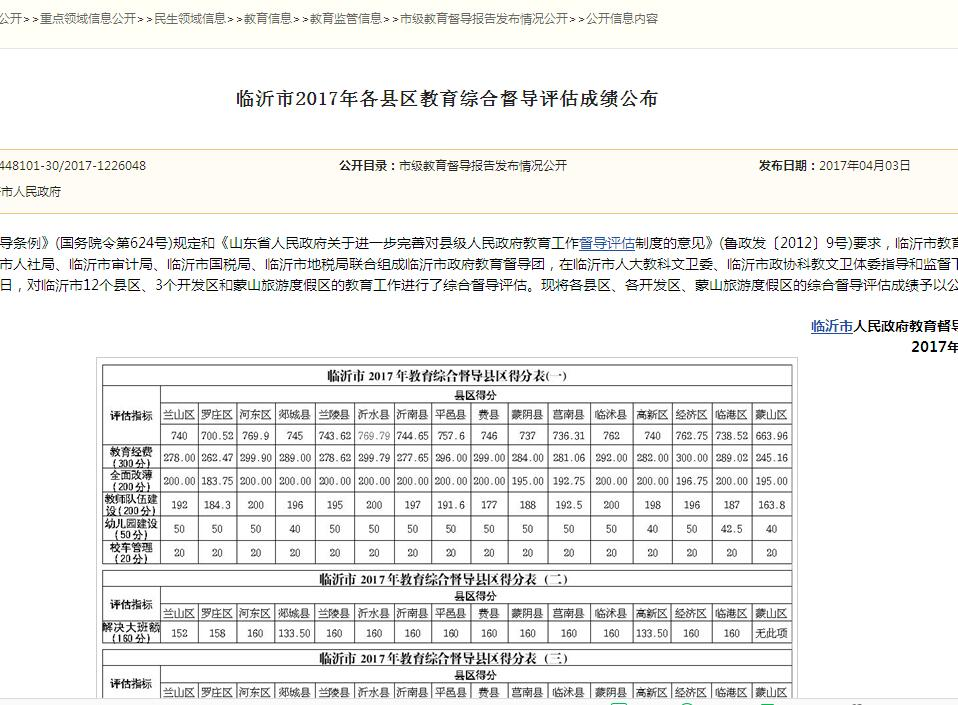 公开>>重点领域信息公开>>民生领域信息>>教育信息>>教育监管信息>>市级教育督导报告发布情况公开>>公开信息内容
临沂市2017年各县区教育综合督导评估成绩公布
448101-30/2017-1226048 公开目录：市级教育督导报告发布情况公开 发布日期：2017年04月03日
市人民政府
导条例》(国务院令第624号)规定和《山东省人民政府关于进一步完善对县级人民政府教育工作督导评估制度的意见》(鲁政发〔2012〕9号)要求，临沂市教育
市人社局、临沂市审计局、临沂市国税局、临沂市地税局联合组成临沂市政府教育督导团，在临沂市人大教科文卫委、临沂市政协科教文卫体委指导和监督下
日，对临沂市12个县区、3个开发区和蒙山旅游度假区的教育工作进行了综合督导评估。现将各县区、各开发区、蒙山旅游度假区的综合督导评估成绩予以公
临沂市人民政府教育督导
2017年
临沂市 2017 年教育综合督导县区得分表(一)
评估指标 县区得分
兰山区 罗庄区 河东区 郯城县 兰陵县 沂水县 沂南县 平邑县 费县 蒙阴县 莒南县 临沭县 高新区 经济区 临港区 蒙山区
740 700.52 769.9 745 743.62 769.79 744.65 757.6 746 737 736.31 762 740 762.75 738.52 663.96
教育经费(300分) 278.00 262.47 299.90 289.00 278.62 299.79 277.65 296.00 299.00 284.00 281.06 292.00 282.00 300.00 289.02 245.16
全面改薄(200分) 200.00 183.75 200.00 200.00 200.00 200.00 200.00 200.00 200.00 195.00 192.75 200.00 200.00 196.75 200.00 195.00
教师队伍建设(200分) 192 184.3 200 196 195 200 197 191.6 177 188 192.5 200 198 196 187 163.8
幼儿园建设(50分) 50 50 50 40 50 50 50 50 50 50 50 50 40 50 42.5 40
校车管理(20分) 20 20 20 20 20 20 20 20 20 20 20 20 20 20 20 20
临沂市 2017 年教育综合督导县区得分表（二）
评估指标 县区得分
兰山区 罗庄区 河东区 郯城县 兰陵县 沂水县 沂南县 平邑县 费县 蒙阴县 莒南县 临沭县 高新区 经济区 临港区 蒙山区
解决大班额(160分) 152 158 160 133.50 160 160 160 160 160 160 160 160 133.50 160 160 无此项
临沂市 2017 年教育综合督导县区得分表（三）
评估指标 县区得分
兰山区 罗庄区 河东区 郯城县 兰陵县 沂水县 沂南县 平邑县 费县 莒南县 临沭县 蒙阴县 高新区 经济区 临港区 蒙山区